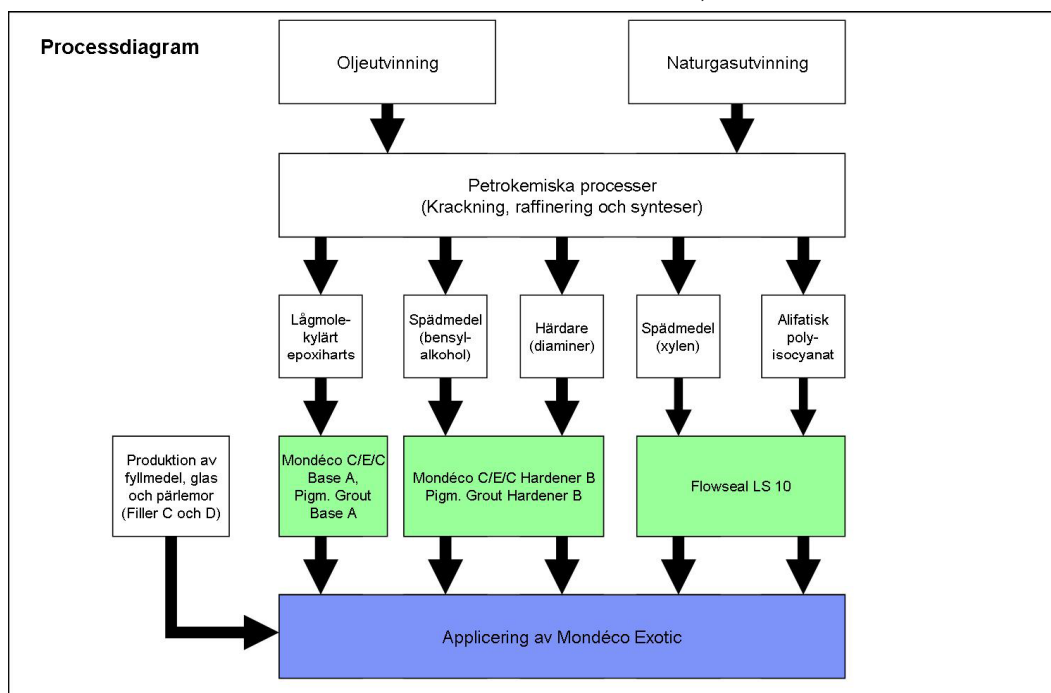 Processdiagram
Oljeutvinning
Naturgasutvinning
Petrokemiska processer
(Krackning, raffinering och synteser)
Lågmole-
kylärt
epoxiharts
Spädmedel
(bensyl-
alkohol)
Härdare
(diaminer)
Spädmedel
(xylen)
Alifatisk
poly-
isocyanat
Produktion av
fyllmedel, glas
och pärlemor
(Filler C och D)
Mondéco C/E/C
Base A,
Pigm. Grout
Base A
Mondéco C/E/C Hardener B
Pigm. Grout Hardener B
Flowseal LS 10
Applicering av Mondéco Exotic